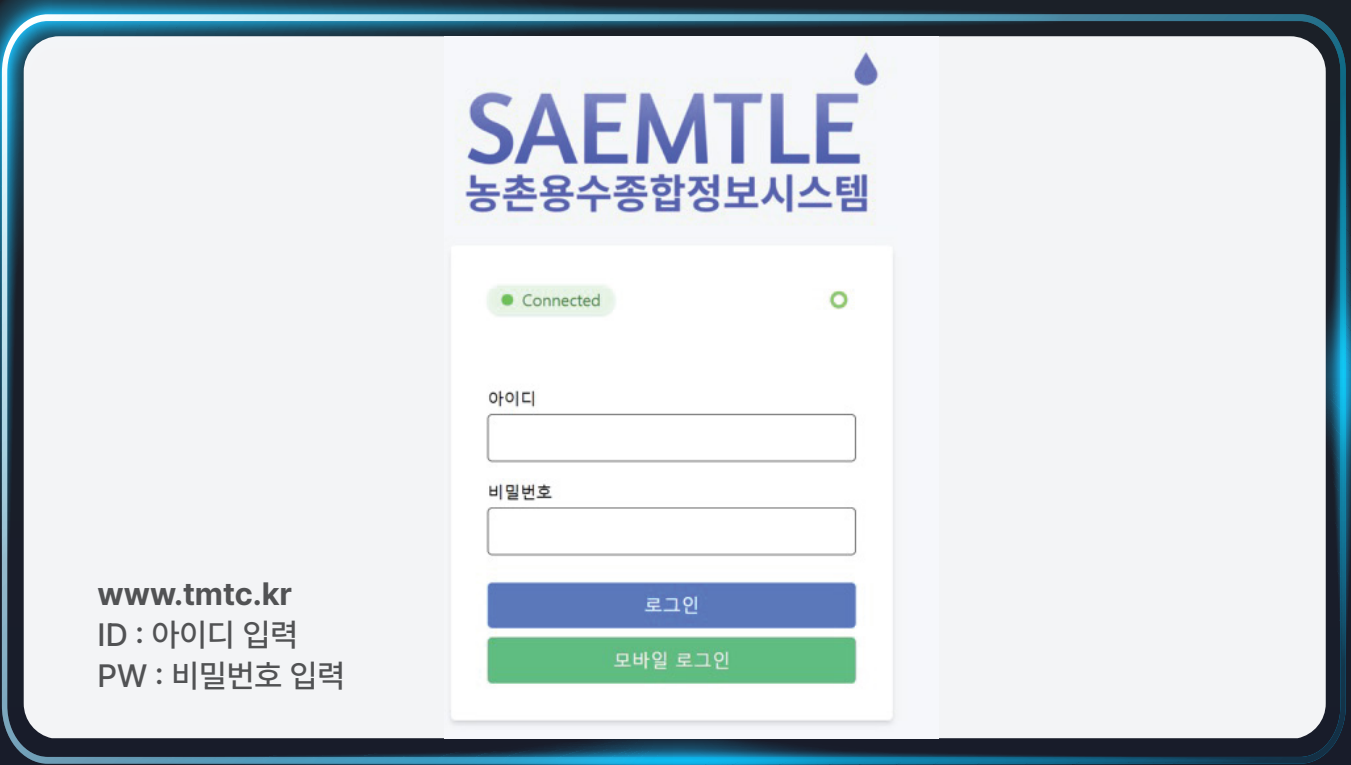 SAEMTLE
농촌용수종합정보시스템
Connected
아이디
비밀번호
로그인
모바일 로그인
www.tmtc.kr
ID : 아이디 입력
PW : 비밀번호 입력